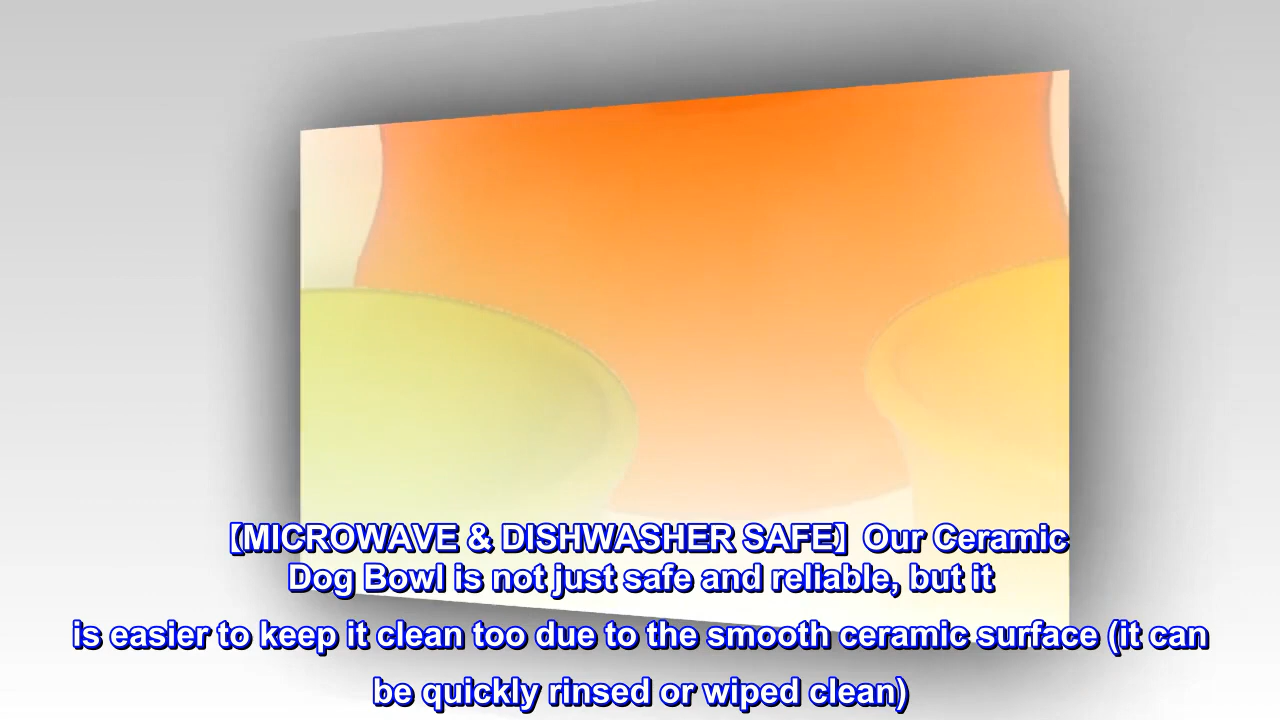 【MICROWAVE & DISHWASHER SAFE】 Our Ceramic
Dog Bowl is not just safe and reliable, but it
is easier to keep it clean too due to the smooth ceramic surface (it can
be quickly rinsed or wiped clean)